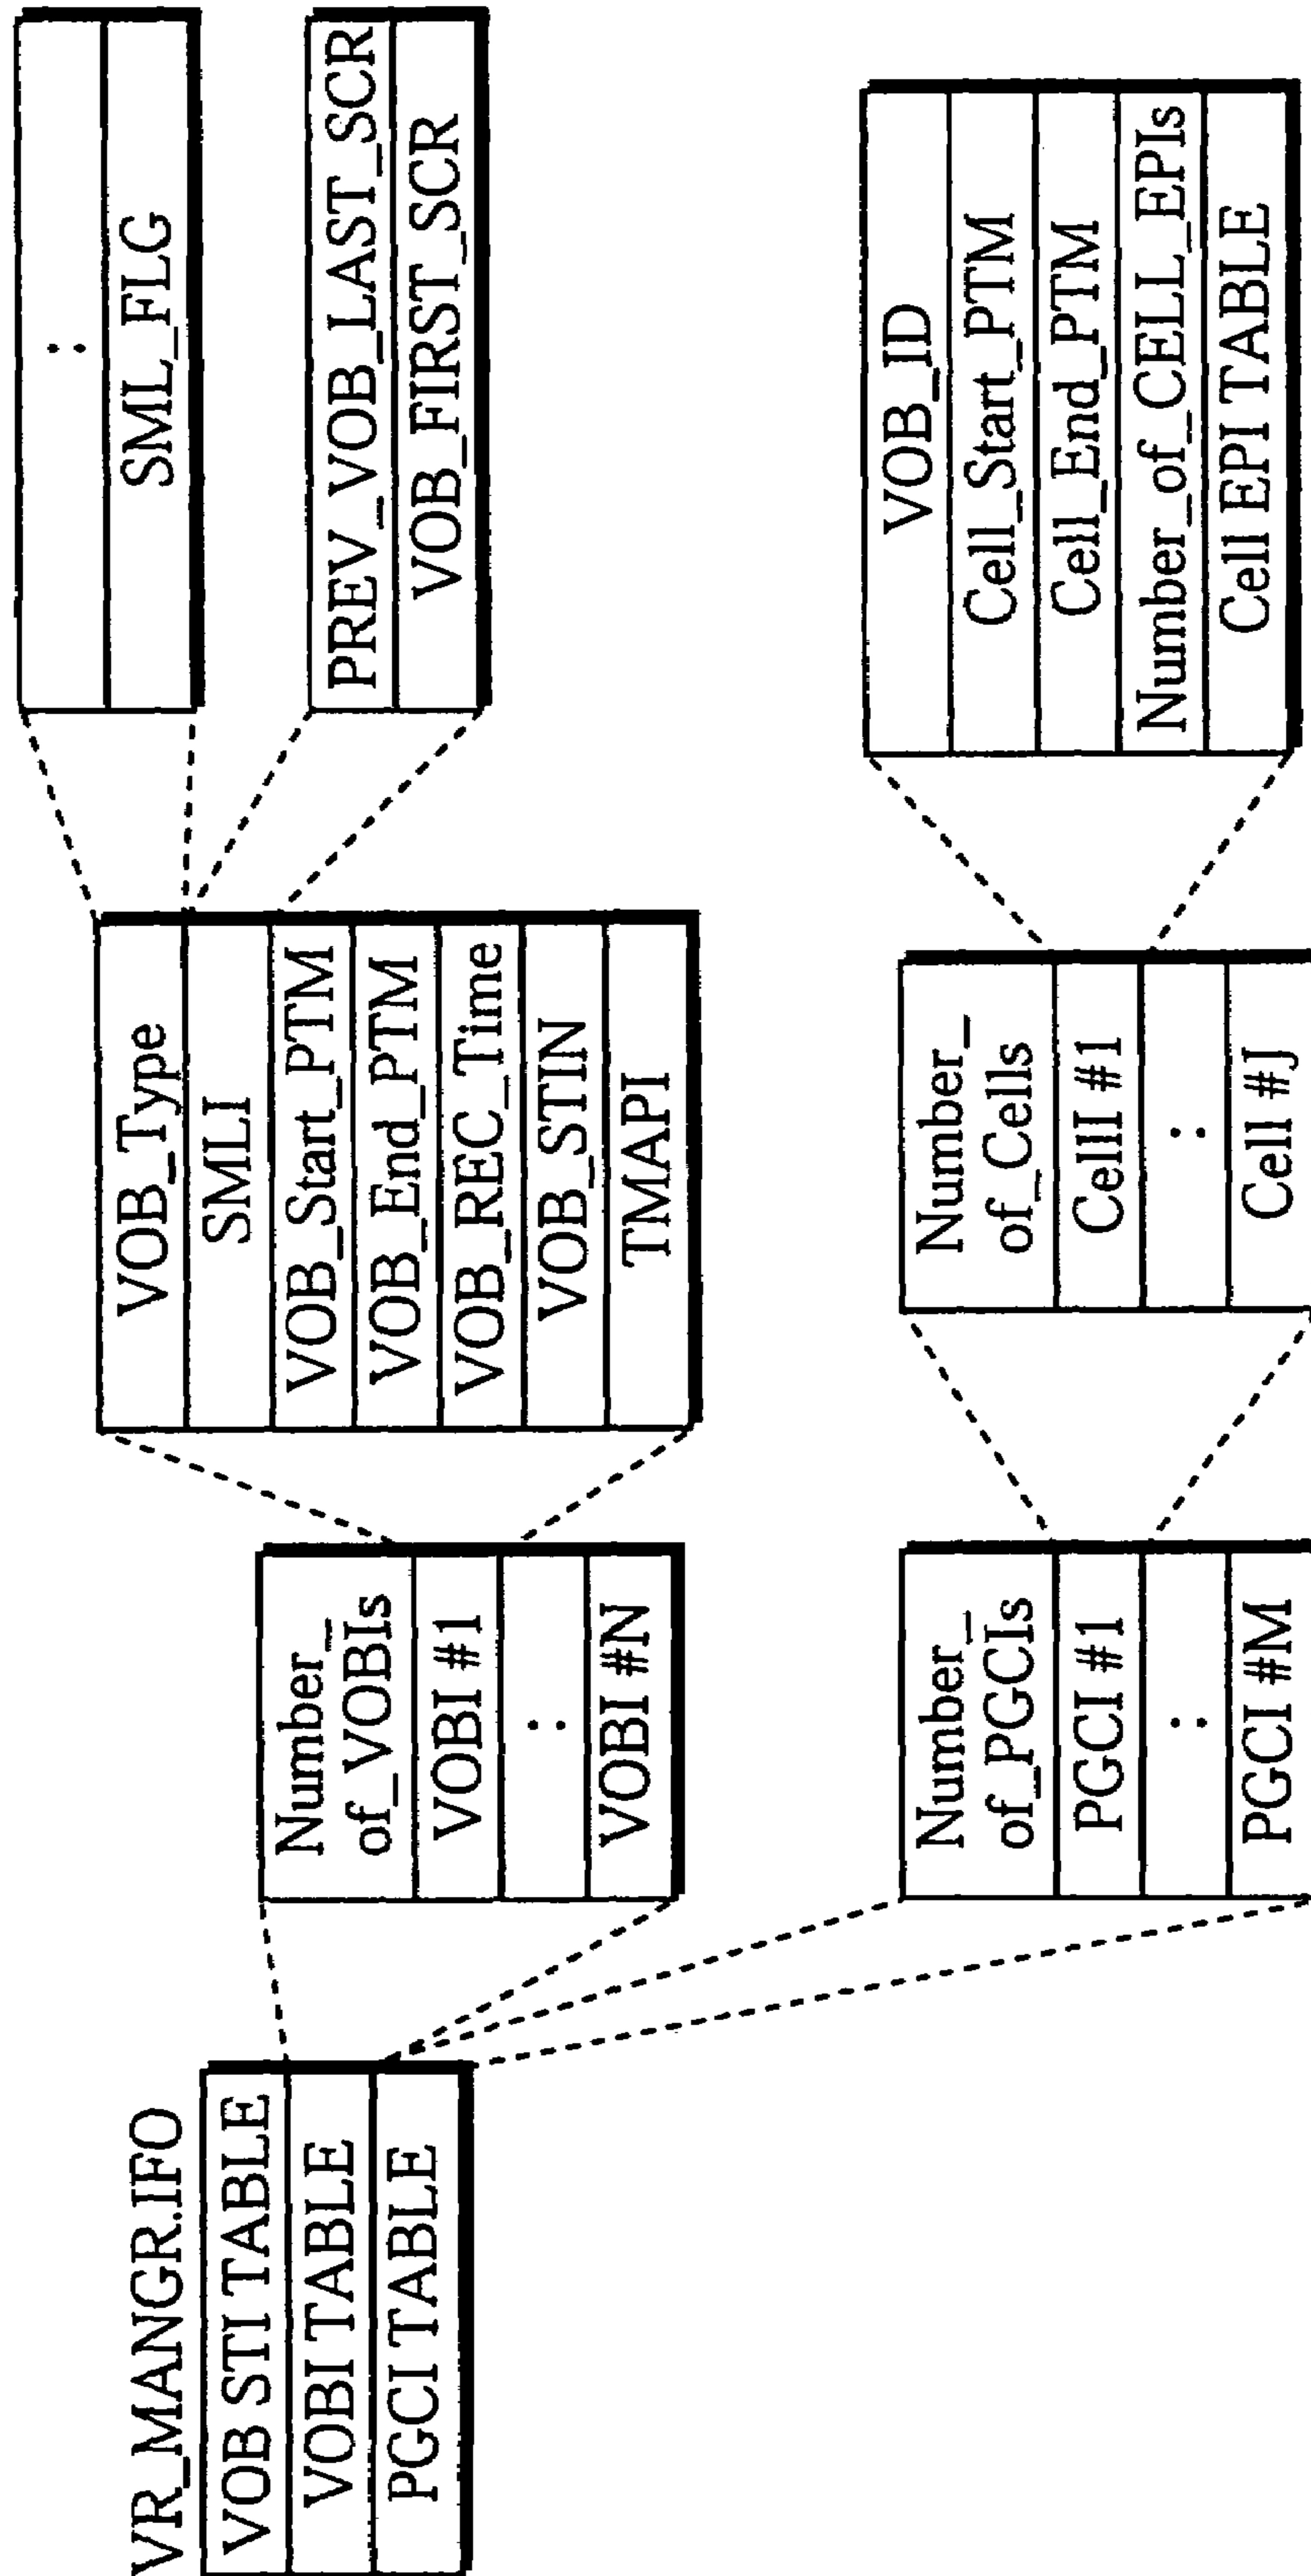 VR_MANGR.IFO
VOB STI TABLE
VOBI TABLE
PGCI TABLE
Number_
of_VOBIs
VOBI #1
:
VOBI #N
VOB_Type
SMLI
VOB_Start_PTM
VOB_End_PTM
VOB_REC_Time
VOB_STIN
TMAPI
:
SML_FLG
PREV_VOB_LAST_SCR
VOB_FIRST_SCR
Number_
of_PGCIs
PGCI #1
:
PGCI #M
Number_
of_Cells
Cell #1
:
Cell #J
VOB_ID
Cell_Start_PTM
Cell_End_PTM
Number_of_CELL_EPIs
Cell EPI TABLE